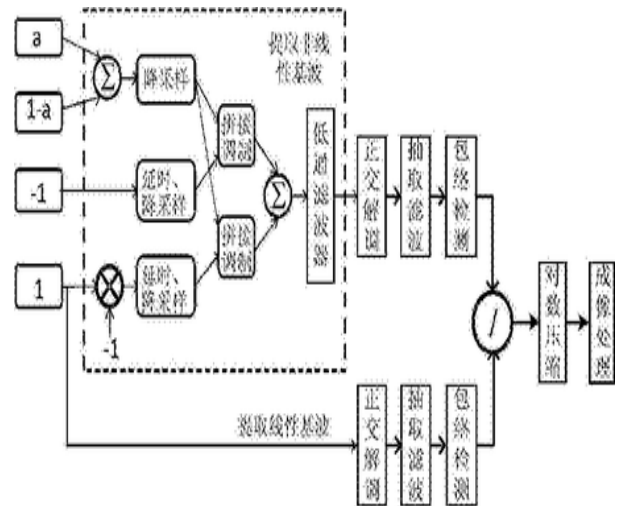 a
1-a
-1
1
-1
Σ
降采样
延时、
降采样
延时、
降采样
拼接
调制
拼接
调制
Σ
提取非线
性基波
低通滤波器
正交解调
抽取滤波
包络检测
/
对数压缩
成像处理
提取线性基波
正交解调
抽取滤波
包络检测